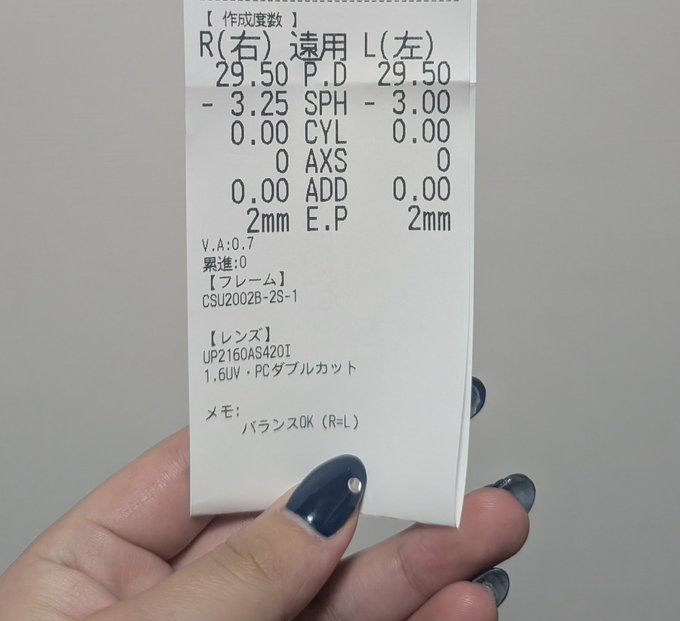 【 作成度数 】
R(右) 遠用 L(左)
29.50 P.D 29.50
- 3.25 SPH - 3.00
0.00 CYL 0.00
0 AXS 0
0.00 ADD 0.00
2mm E.P 2mm
V.A:0.7
累進:0
【フレーム】
CSU2002B-2S-1
【レンズ】
UP2160AS420I
1.6UV・PCダブルカット
メモ:
バランスOK (R=L)